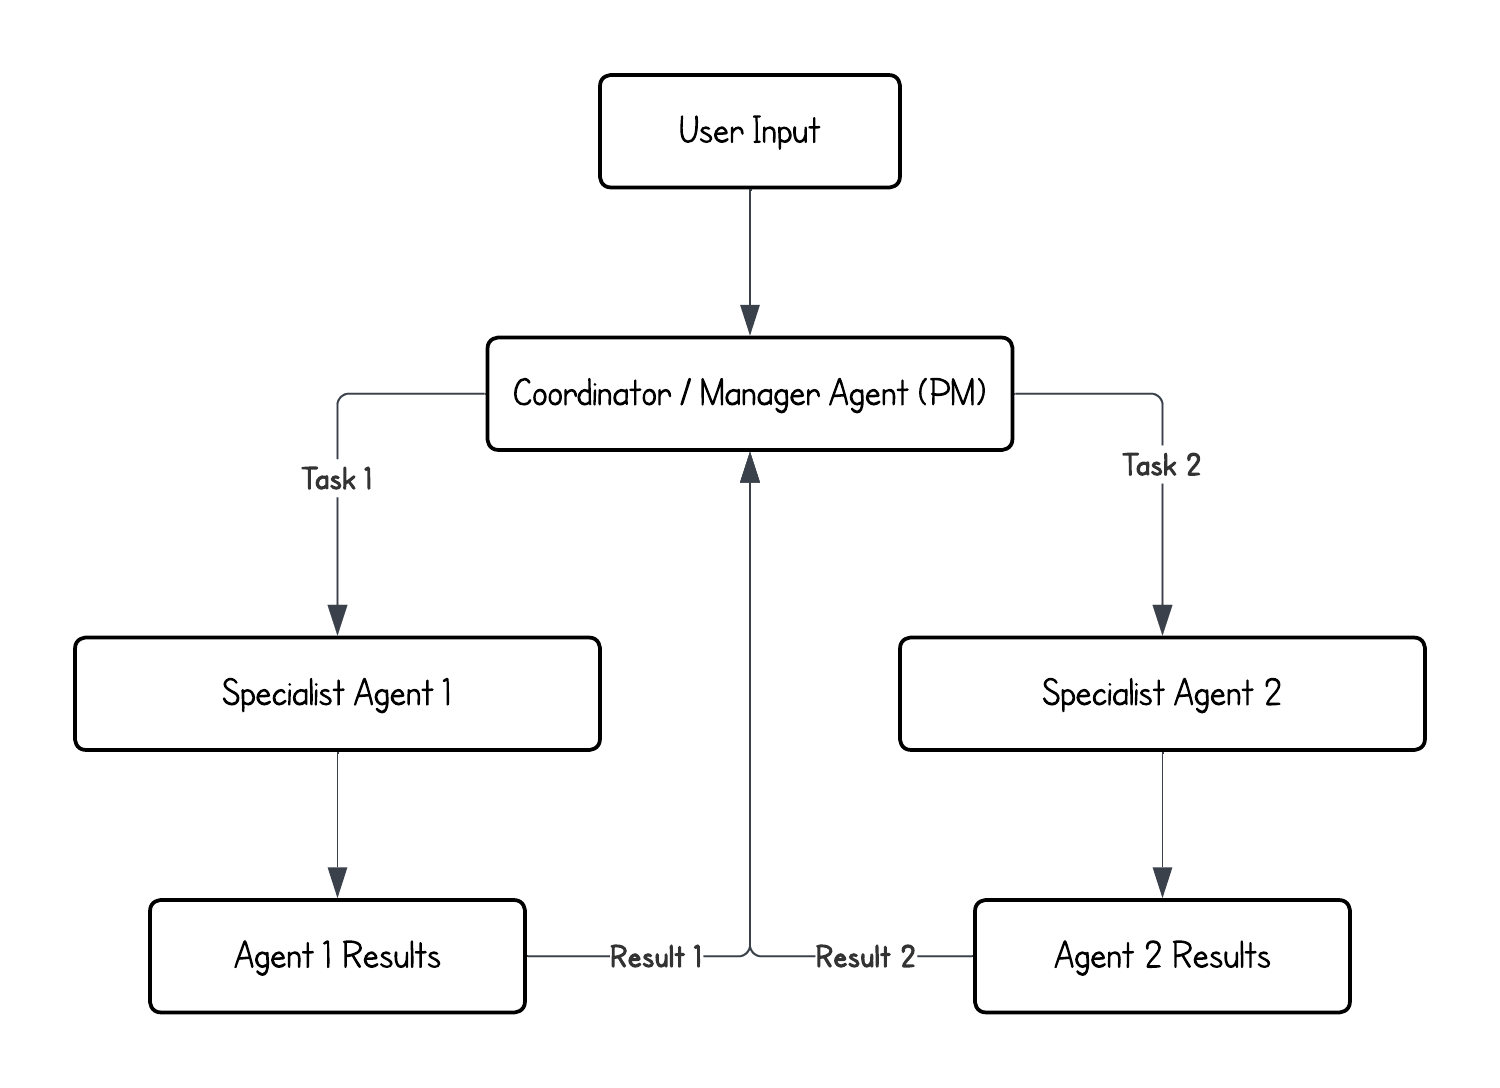 User Input
Coordinator / Manager Agent (PM)
Task 1
Task 2
Specialist Agent 1
Specialist Agent 2
Agent 1 Results
Result 1
Result 2
Agent 2 Results